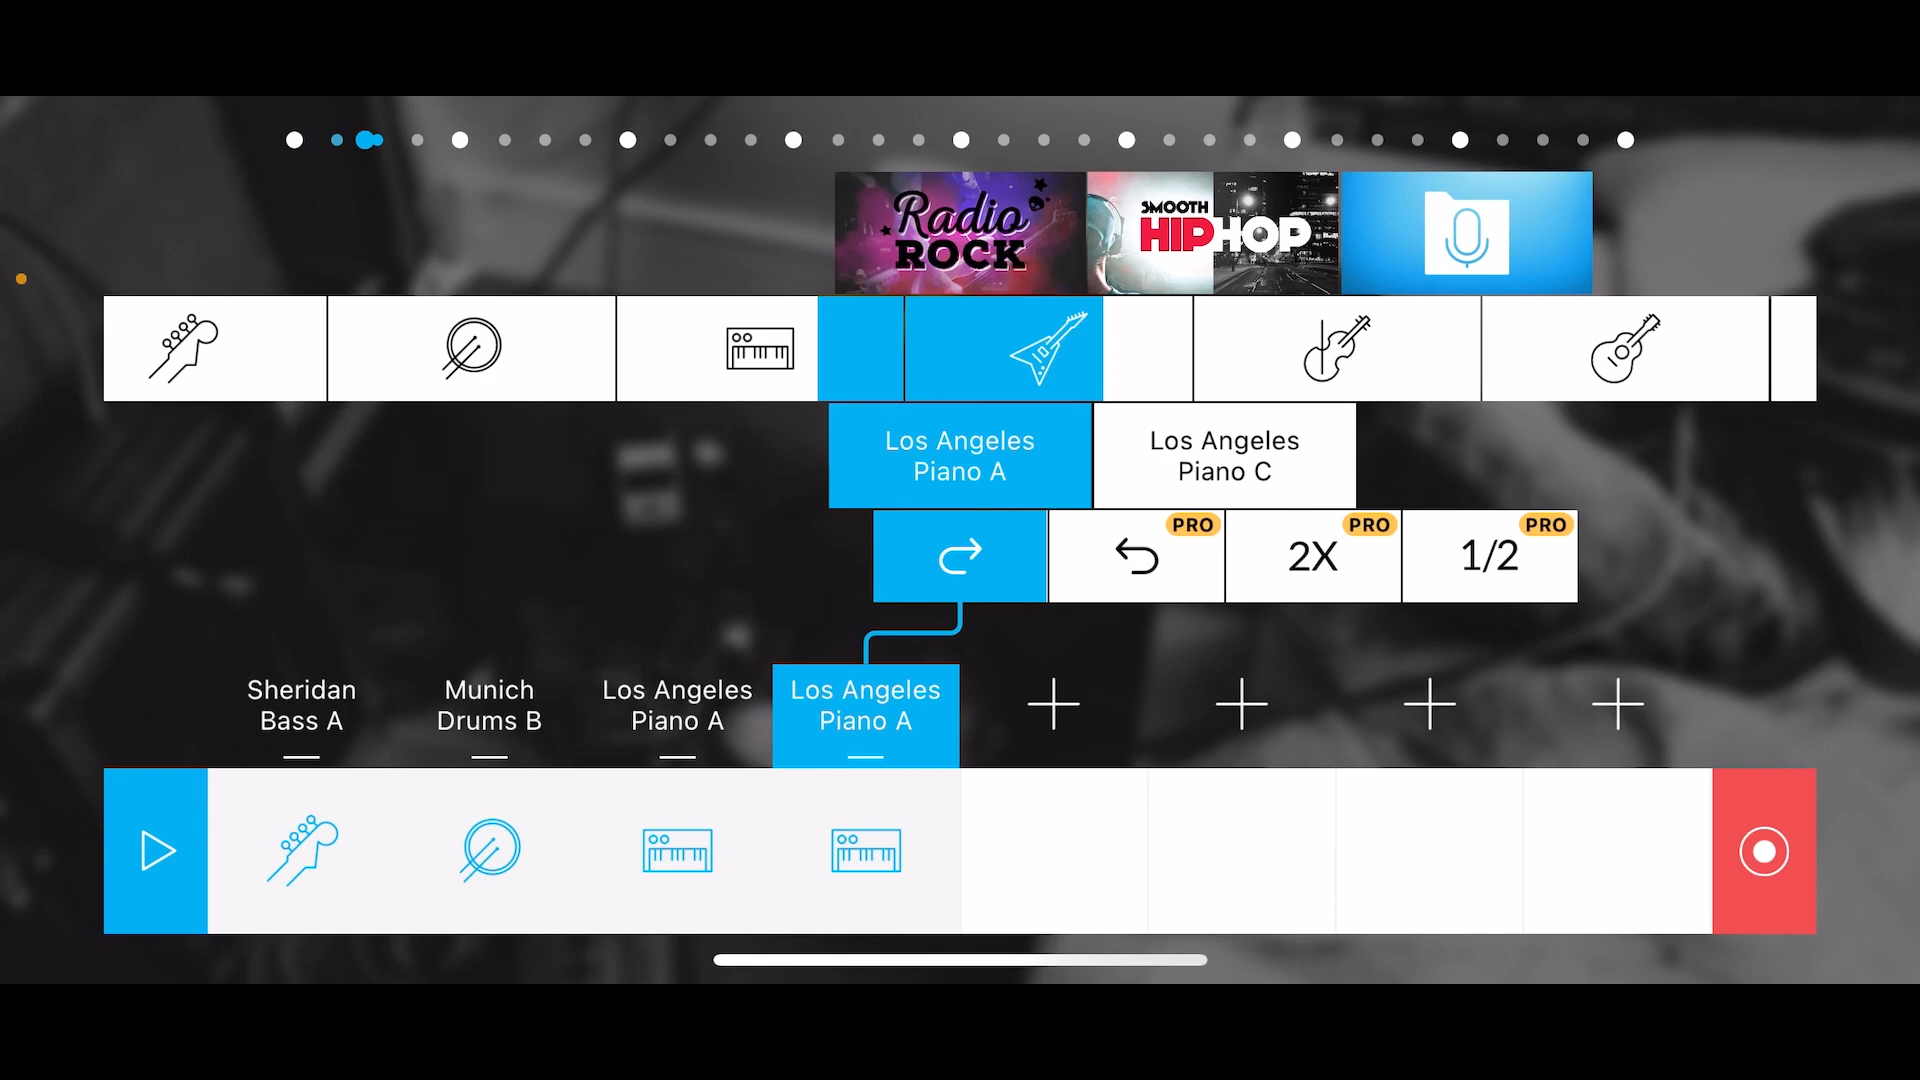 Radio
ROCK
SMOOTH
HIPHOP
Los Angeles
Piano A
Los Angeles
Piano C
PRO
PRO
PRO
2X
1/2
Sheridan
Bass A
Munich
Drums B
Los Angeles
Piano A
Los Angeles
Piano A